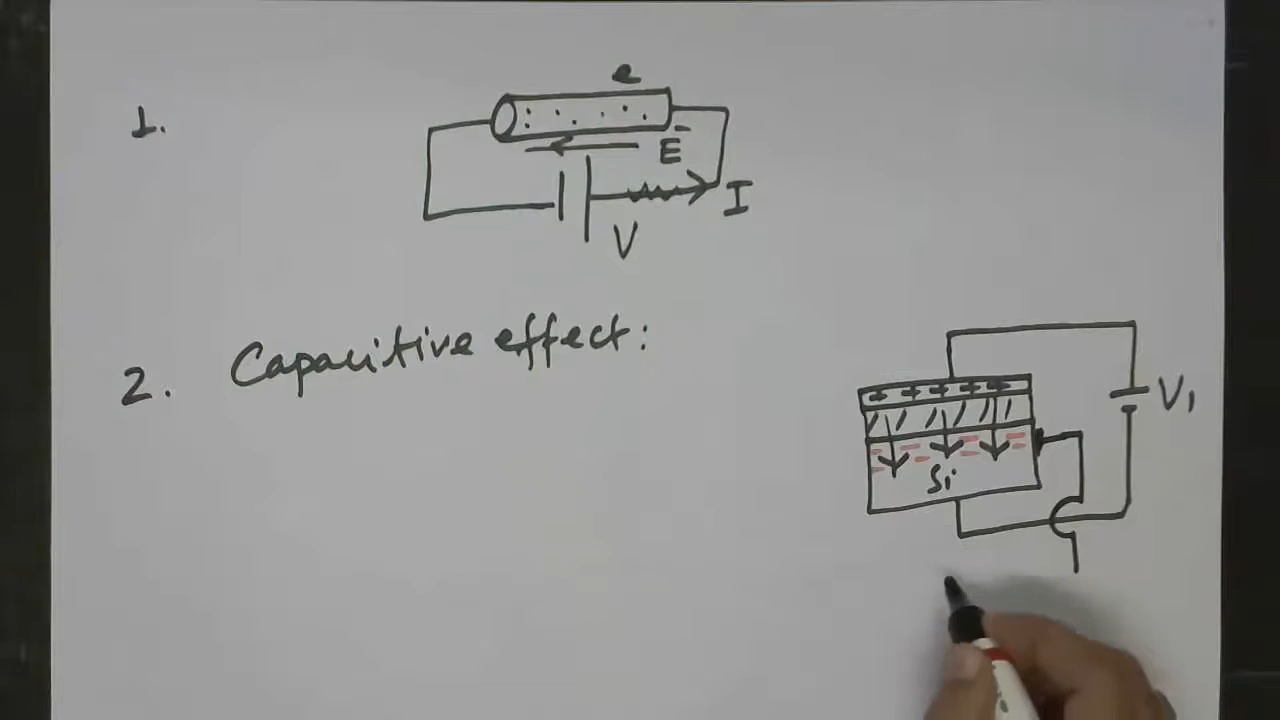 1.
e
E
I
V
2. Capacitive effect:
V1
+ + + + +
Si